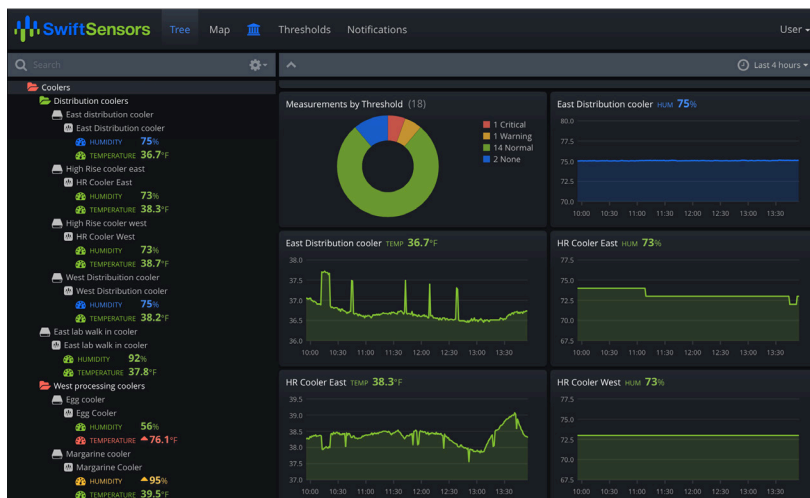 SwiftSensors
Tree Map Thresholds Notifications User
Search
Last 4 hours
Coolers
Distribution coolers
East distribution cooler
East Distribution cooler
HUMIDITY 75%
TEMPERATURE 36.7°F
High Rise cooler east
HR Cooler East
HUMIDITY 73%
TEMPERATURE 38.3°F
High Rise cooler west
HR Cooler West
HUMIDITY 73%
TEMPERATURE 38.7°F
West Distribuition cooler
West Distribution cooler
HUMIDITY 75%
TEMPERATURE 38.2°F
East lab walk in cooler
East lab walk in cooler
HUMIDITY 92%
TEMPERATURE 37.8°F
West processing coolers
Egg cooler
Egg Cooler
HUMIDITY 56%
TEMPERATURE 76.1°F
Margarine cooler
Margarine Cooler
HUMIDITY 95%
TEMPERATURE 39.5°F
Measurements by Threshold (18)
1 Critical
1 Warning
14 Normal
2 None
East Distribution cooler HUM 75%
80.0
77.5
75.0
72.5
70.0
10:00 10:30 11:00 11:30 12:00 12:30 13:00 13:30
East Distribution cooler TEMP 36.7°F
38.0
37.5
37.0
36.5
36.0
10:00 10:30 11:00 11:30 12:00 12:30 13:00 13:30
HR Cooler East HUM 73%
77.5
75.0
72.5
70.0
67.5
10:00 10:30 11:00 11:30 12:00 12:30 13:00 13:30
HR Cooler East TEMP 38.3°F
39.5
39.0
38.5
38.0
37.5
37.0
10:00 10:30 11:00 11:30 12:00 12:30 13:00 13:30
HR Cooler West HUM 73%
77.5
75.0
72.5
70.0
67.5
10:00 10:30 11:00 11:30 12:00 12:30 13:00 13:30